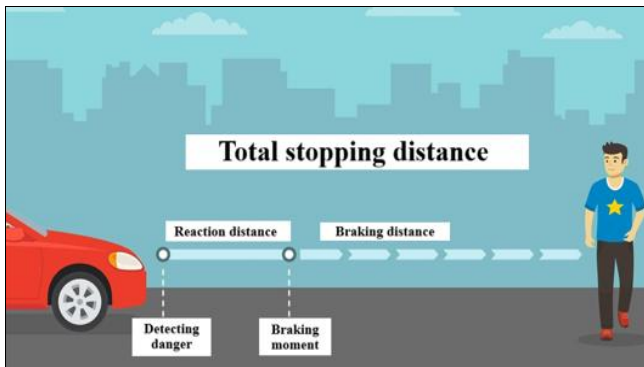 Total stopping distance
Reaction distance
Braking distance
Detecting
danger
Braking
moment